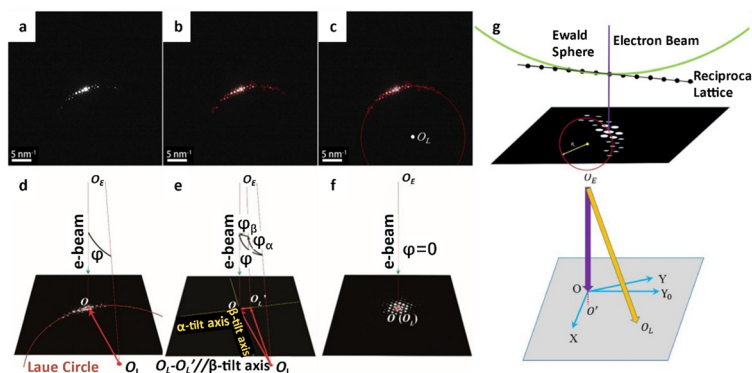 a
b
c
g
5 nm⁻¹
5 nm⁻¹
5 nm⁻¹
O_L
Ewald
Sphere
Electron Beam
Reciproca
Lattice
d
e
f
O_E
O_E
O_E
e-beam
φ
O
Laue Circle
O_L
e-beam
φ_β
φ_α
φ
O
O_L'
α-tilt axis
β-tilt axis
O_L-O_L'//β-tilt axis
O_L
e-beam
φ=0
O (O_L)
O_E
O
O'
Y
Y₀
X
O_L